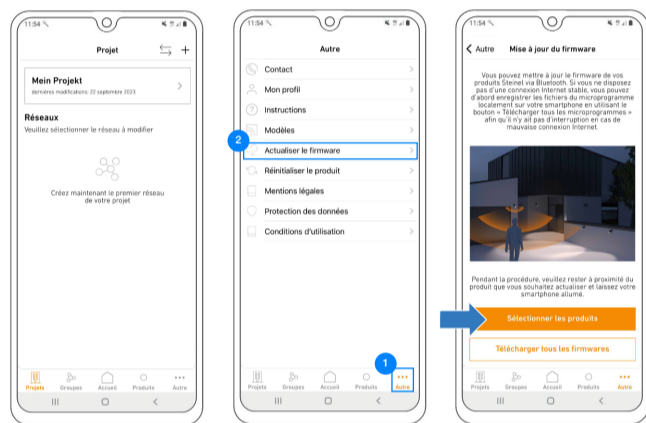 11:54
Projet
Mein Projekt
dernières modifications: 22 septembre 2023
Réseaux
Veuillez sélectionner le réseau à modifier
Créez maintenant le premier réseau
de votre projet
Projets Groupes Accueil Produits Autre
11:54
Autre
Contact
Mon profil
Instructions
Modèles
2
Actualiser le firmware
Réinitialiser le produit
Mentions légales
Protection des données
Conditions d'utilisation
1
Projets Groupes Accueil Produits Autre
11:54
Autre Mise à jour du firmware
Vous pouvez mettre à jour le firmware de vos
produits Steinel via Bluetooth. Si vous ne disposez
pas d'une connexion Internet stable, vous pouvez
d'abord enregistrer les fichiers du microprogramme
localement sur votre smartphone en utilisant le
bouton « Télécharger tous les microprogrammes »
afin qu'il n'y ait pas d'interruption en cas de
mauvaise connexion Internet.
Pendant la procédure, veuillez rester à proximité du
produit que vous souhaitez actualiser et laissez votre
smartphone allumé.
Sélectionner les produits
Télécharger tous les firmwares
Projets Groupes Accueil Produits Autre